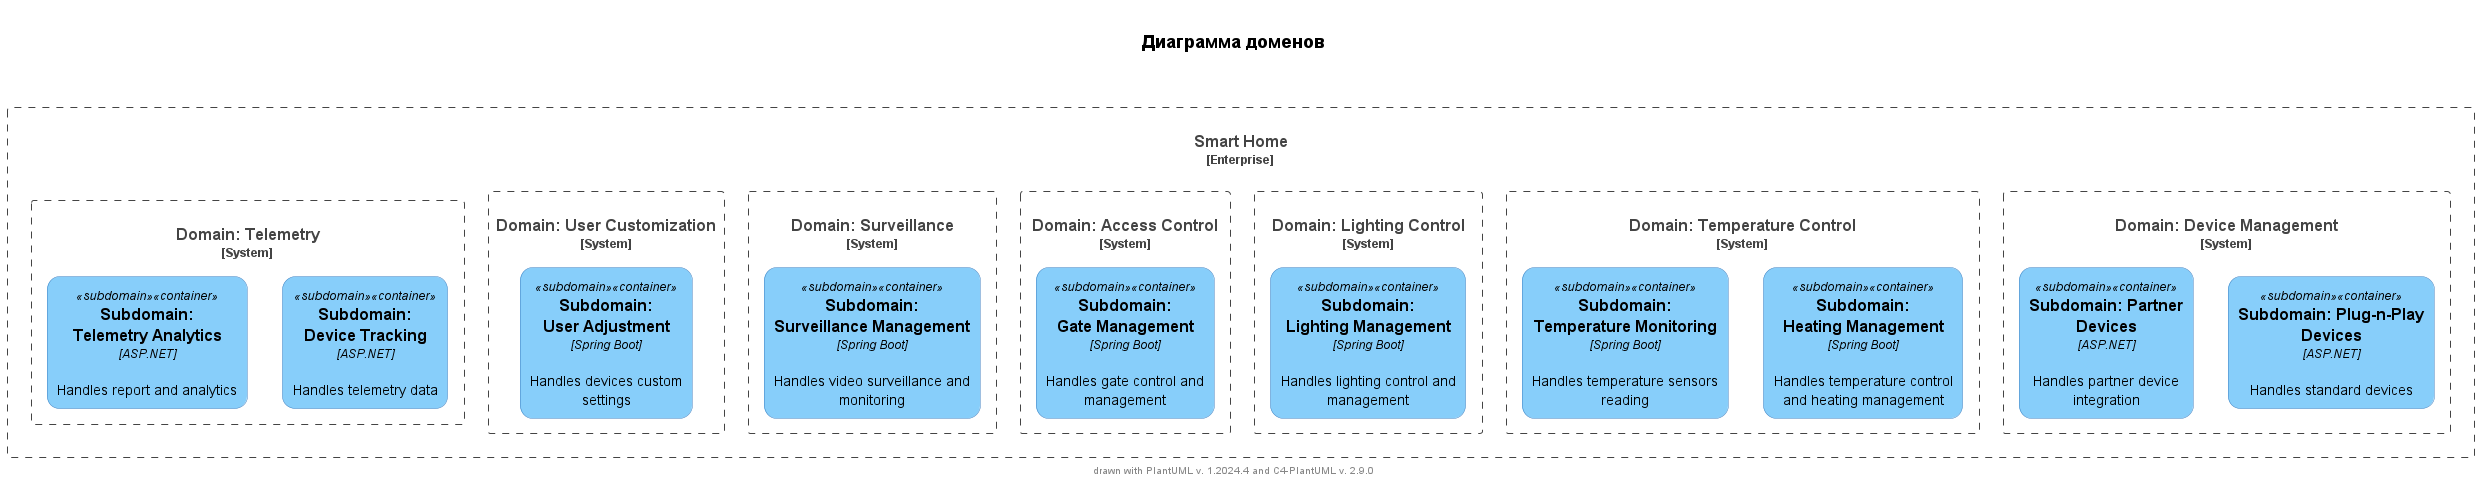 Диаграмма доменов
Smart Home
[Enterprise]
Domain: Telemetry
[System]
«subdomain»«container»
Subdomain:
Telemetry Analytics
[ASP.NET]
Handles report and analytics
«subdomain»«container»
Subdomain:
Device Tracking
[ASP.NET]
Handles telemetry data
Domain: User Customization
[System]
«subdomain»«container»
Subdomain:
User Adjustment
[Spring Boot]
Handles devices custom
settings
Domain: Surveillance
[System]
«subdomain»«container»
Subdomain:
Surveillance Management
[Spring Boot]
Handles video surveillance and
monitoring
Domain: Access Control
[System]
«subdomain»«container»
Subdomain:
Gate Management
[Spring Boot]
Handles gate control and
management
Domain: Lighting Control
[System]
«subdomain»«container»
Subdomain:
Lighting Management
[Spring Boot]
Handles lighting control and
management
Domain: Temperature Control
[System]
«subdomain»«container»
Subdomain:
Temperature Monitoring
[Spring Boot]
Handles temperature sensors
reading
«subdomain»«container»
Subdomain:
Heating Management
[Spring Boot]
Handles temperature control
and heating management
Domain: Device Management
[System]
«subdomain»«container»
Subdomain: Partner
Devices
[ASP.NET]
Handles partner device
integration
«subdomain»«container»
Subdomain: Plug-n-Play
Devices
[ASP.NET]
Handles standard devices
drawn with PlantUML v. 1.2024.4 and C4-PlantUML v. 2.9.0